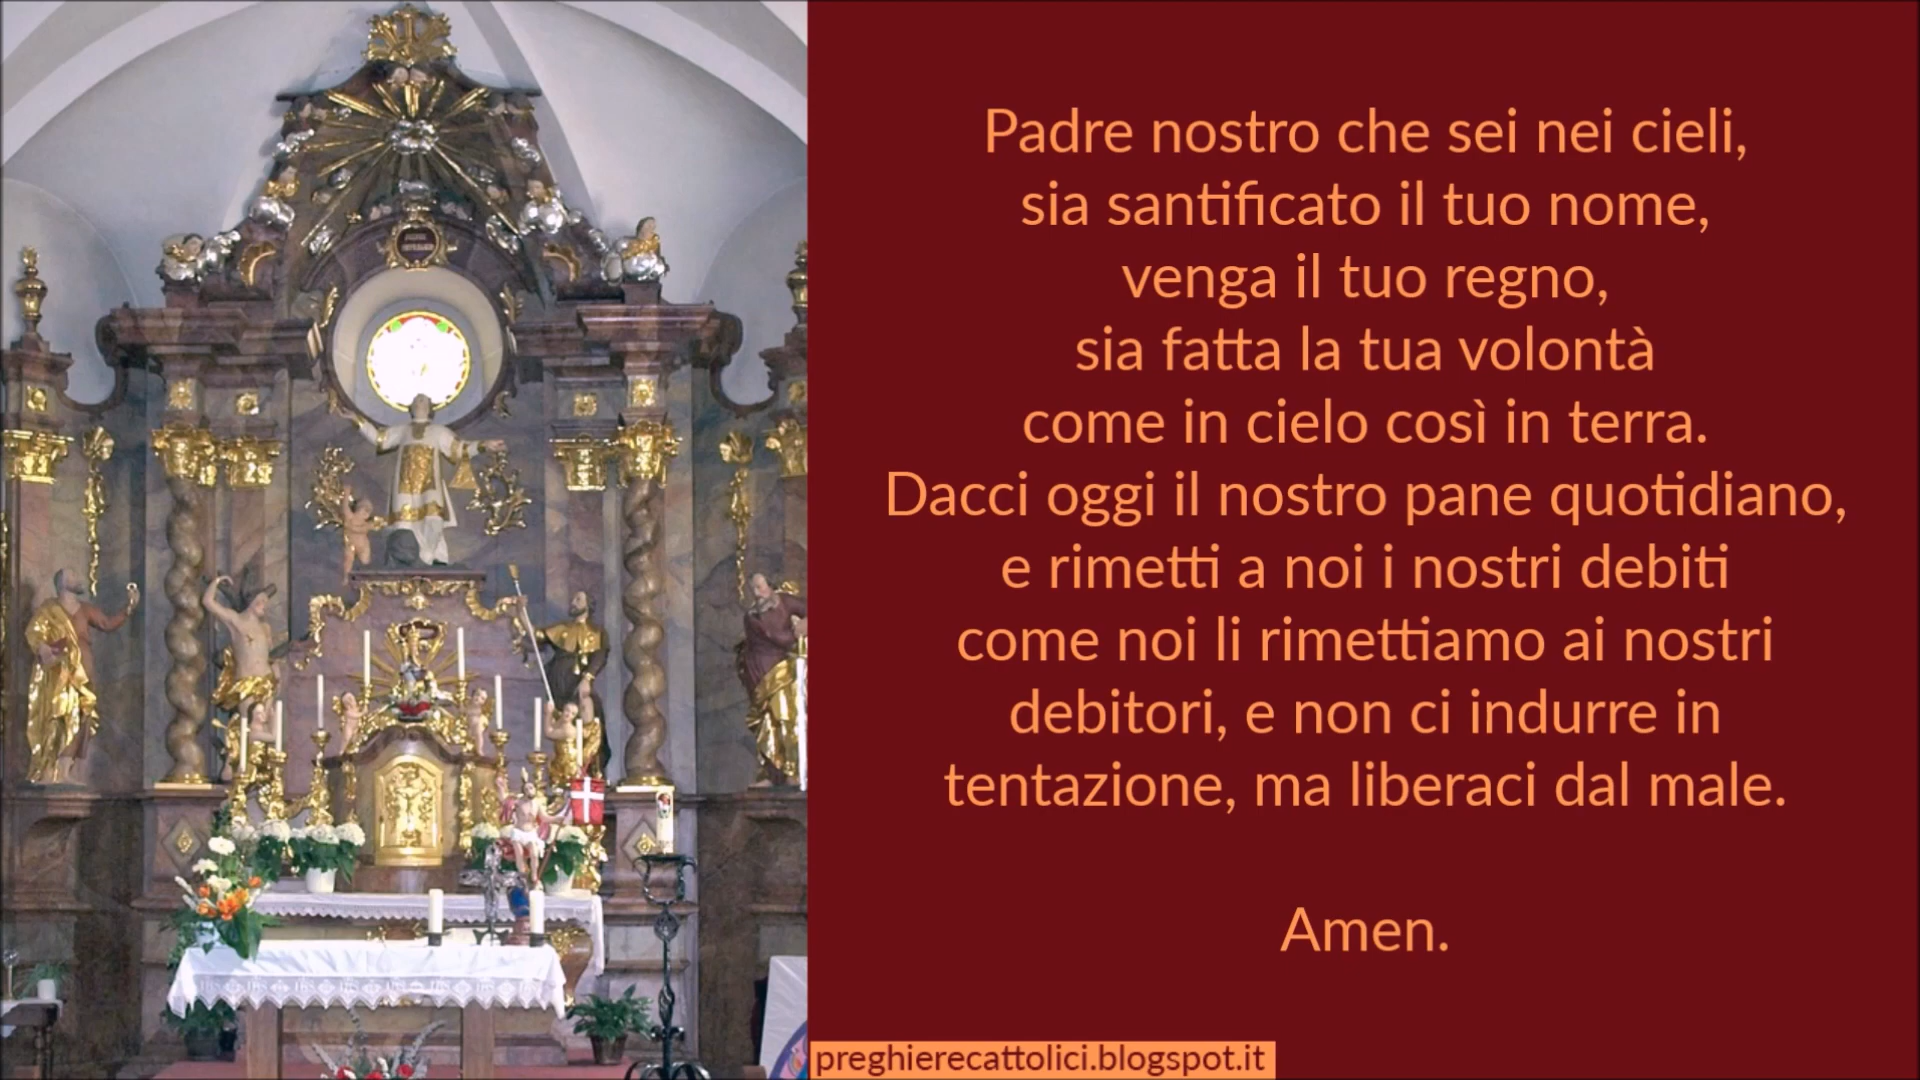 Padre nostro che sei nei cieli,
sia santificato il tuo nome,
venga il tuo regno,
sia fatta la tua volontà
come in cielo così in terra.
Dacci oggi il nostro pane quotidiano,
e rimetti a noi i nostri debiti
come noi li rimettiamo ai nostri
debitori, e non ci indurre in
tentazione, ma liberaci dal male.
Amen.
preghierecattolici.blogspot.it